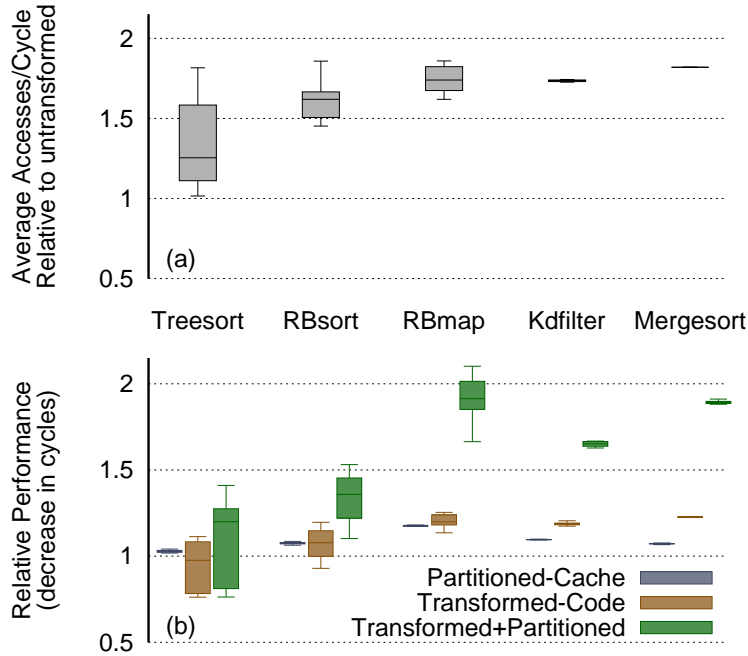 Average Accesses/Cycle
Relative to untransformed
2
1.5
1
0.5
(a)
Treesort RBsort RBmap Kdfilter Mergesort
Relative Performance
(decrease in cycles)
2
1.5
1
0.5
Partitioned-Cache
Transformed-Code
Transformed+Partitioned
(b)